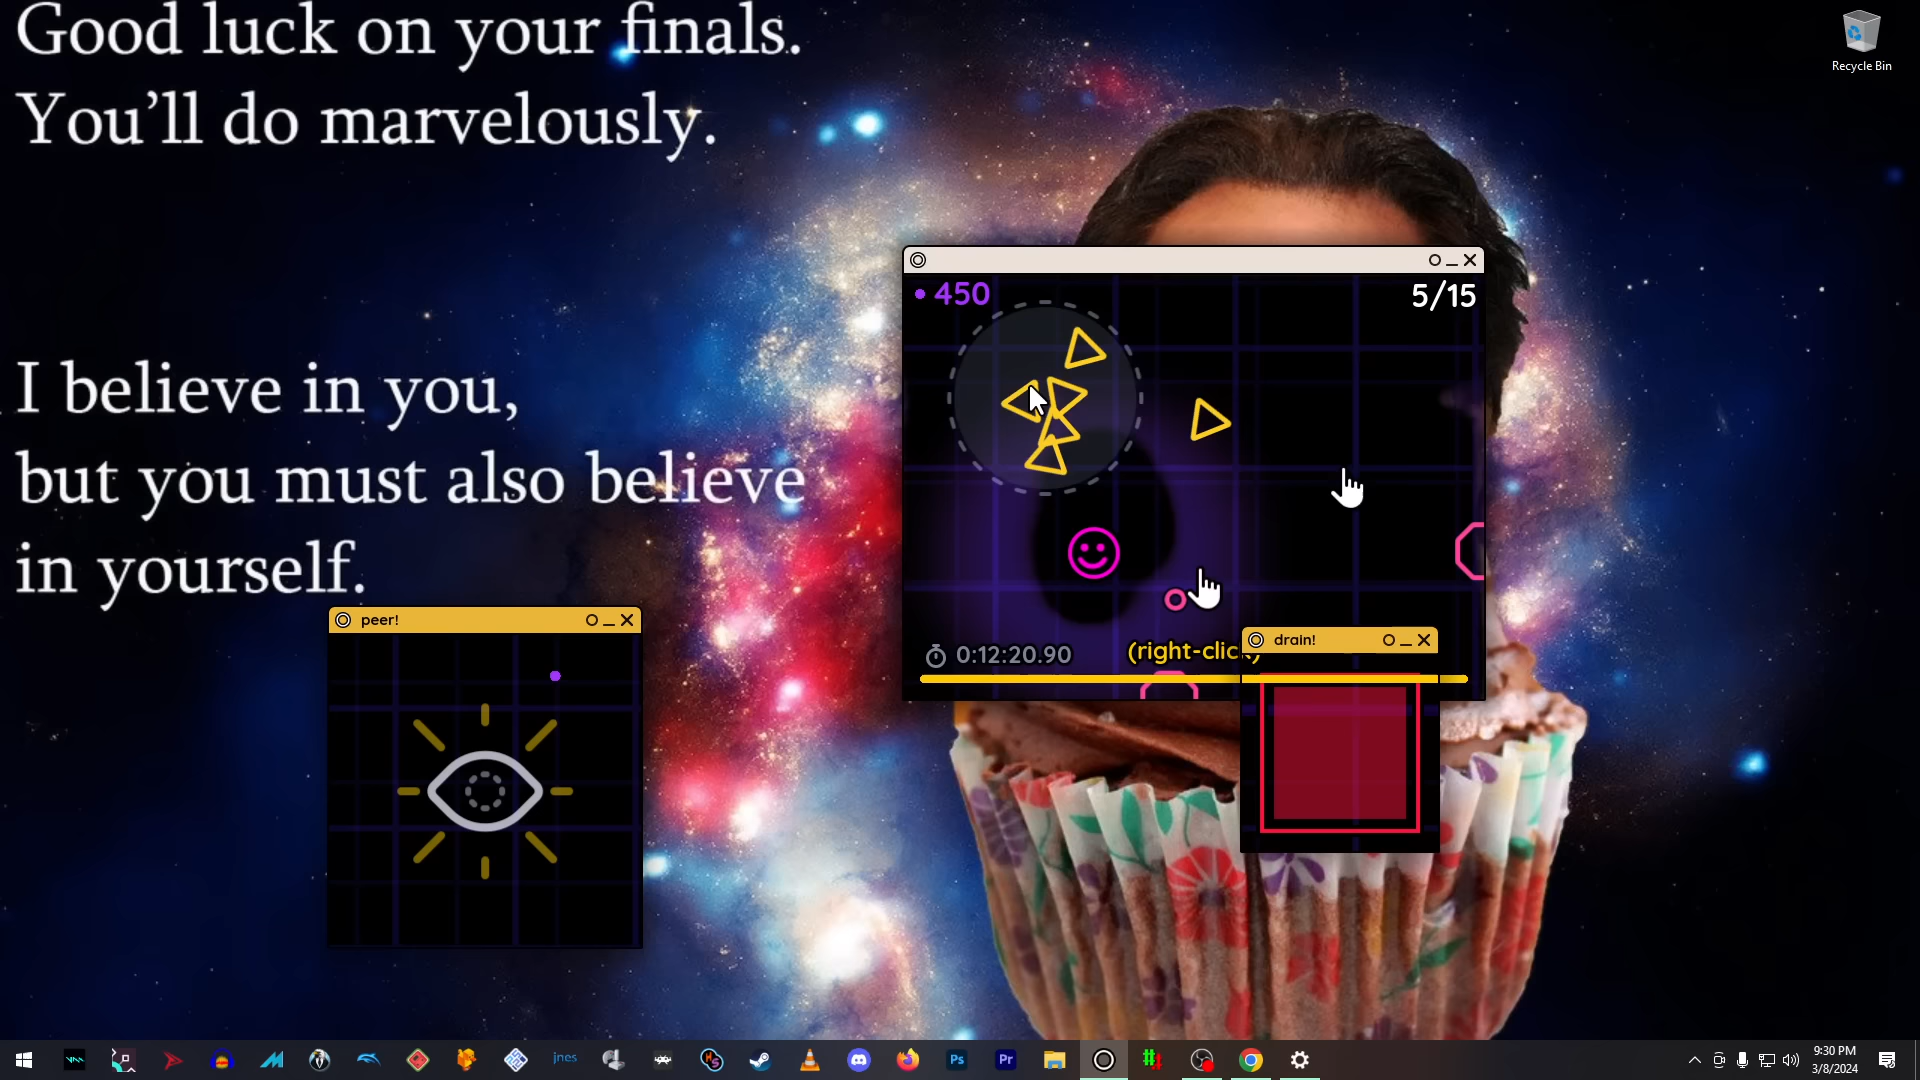 Good luck on your finals.
You'll do marvelously.
I believe in you,
but you must also believe
in yourself.
Recycle Bin
450
5/15
0:12:20.90
(right-click)
peer!
drain!
jnes
Ps
Pr
9:30 PM
3/8/2024